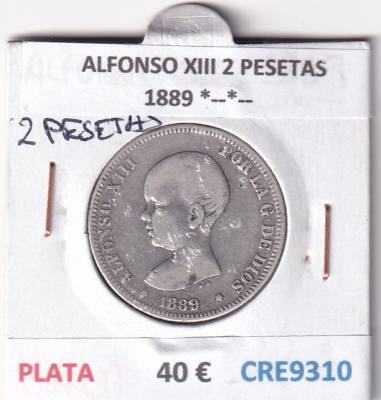 ALFONSO XIII 2 PESETAS
1889 *--*--
2 PESETAS
ALFONSO XIII POR LA G. DE DIOS
* 1889 *
PLATA 40 € CRE9310